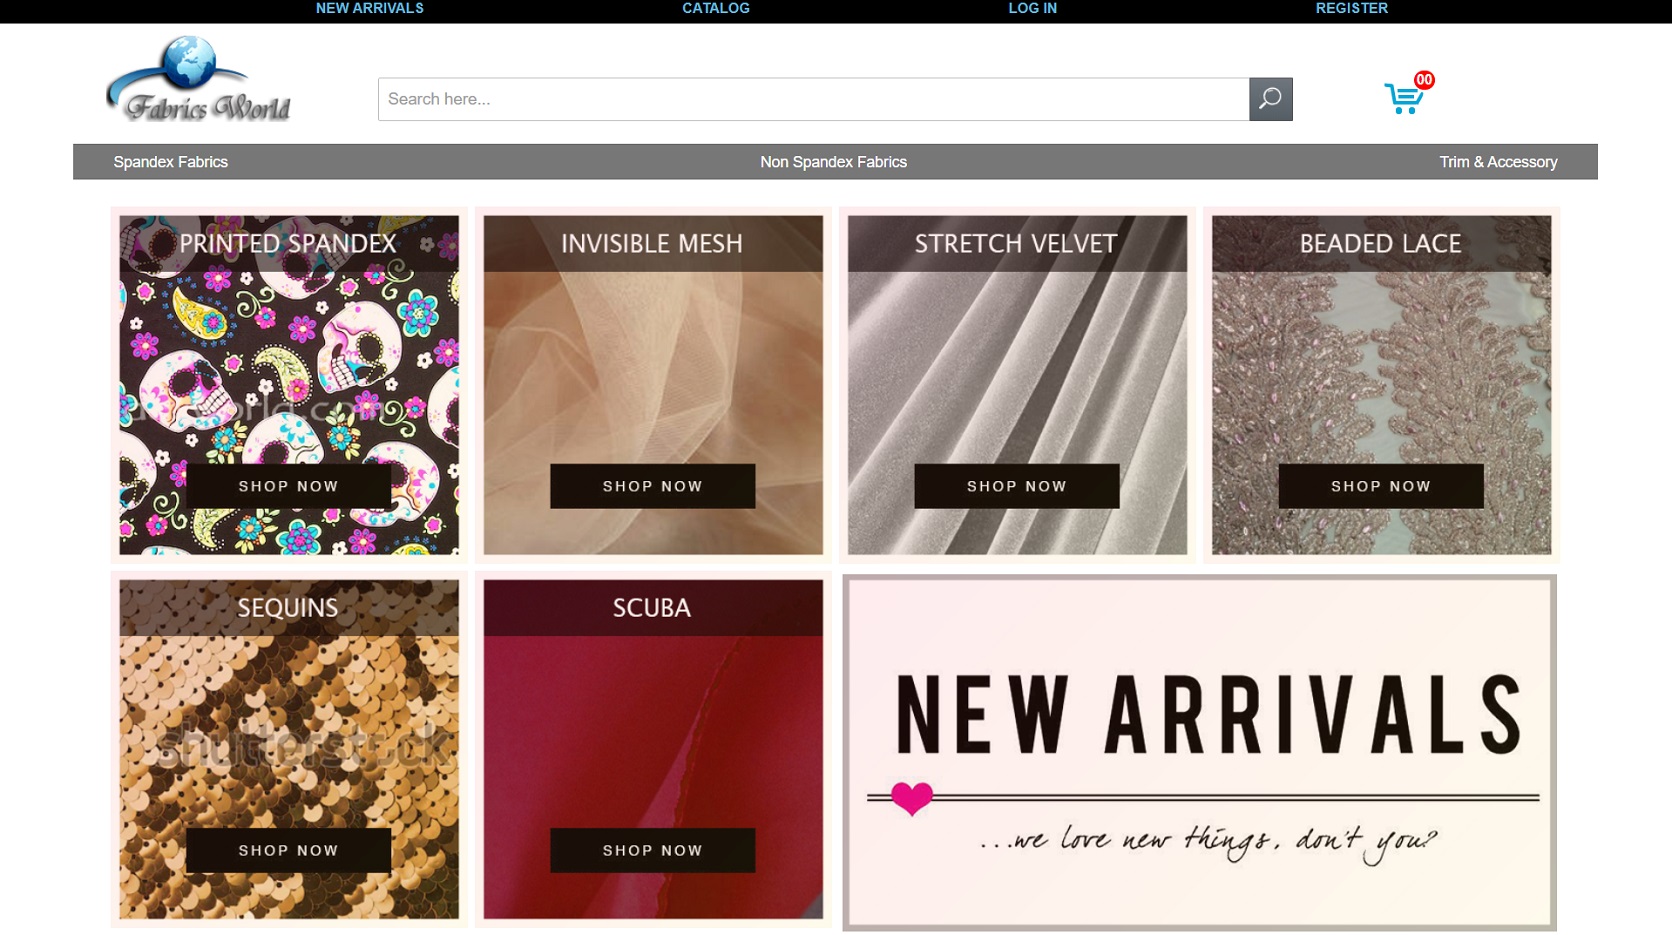 NEW ARRIVALS CATALOG LOG IN REGISTER
Fabrics World
Search here...
00
Spandex Fabrics Non Spandex Fabrics Trim & Accessory
PRINTED SPANDEX INVISIBLE MESH STRETCH VELVET BEADED LACE
world.com
SHOP NOW SHOP NOW SHOP NOW SHOP NOW
SEQUINS SCUBA
NEW ARRIVALS
shutterstock
...we love new things, don't you?
SHOP NOW SHOP NOW